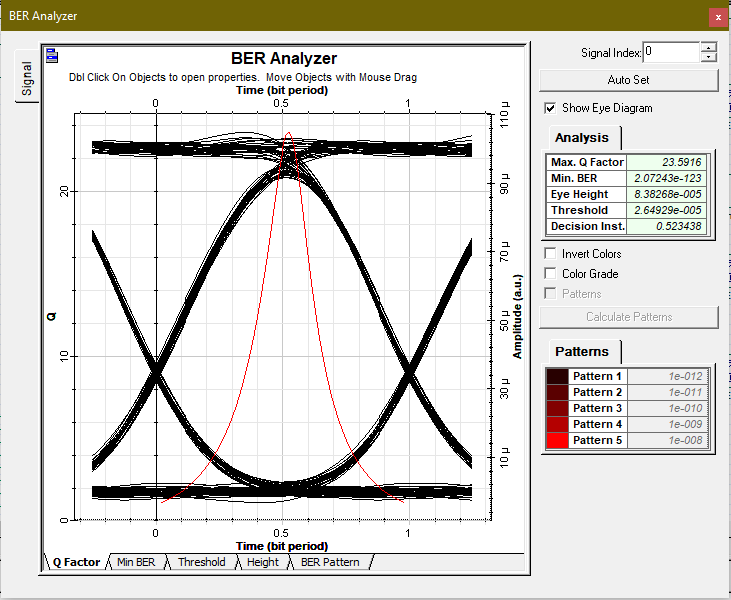 BER Analyzer
x
Signal
BER Analyzer
Dbl Click On Objects to open properties. Move Objects with Mouse Drag
Time (bit period)
0 0.5 1
Q
20
10
0
110 µ
90 µ
70 µ
50 µ
30 µ
10 µ
Amplitude (a.u.)
0 0.5 1
Time (bit period)
Q Factor Min BER Threshold Height BER Pattern
Signal Index: 0
Auto Set
Show Eye Diagram
Analysis
Max. Q Factor 23.5916
Min. BER 2.07243e-123
Eye Height 8.38268e-005
Threshold 2.64929e-005
Decision Inst. 0.523438
Invert Colors
Color Grade
Patterns
Calculate Patterns
Patterns
Pattern 1 1e-012
Pattern 2 1e-011
Pattern 3 1e-010
Pattern 4 1e-009
Pattern 5 1e-008